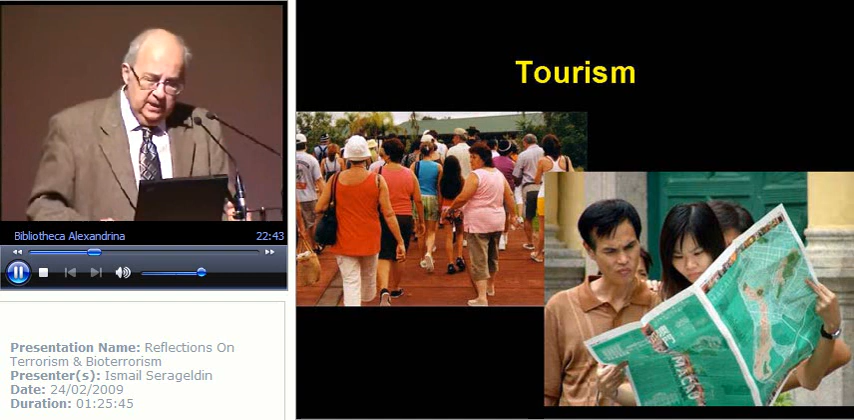 Tourism
Bibliotheca Alexandrina 22:43
Presentation Name: Reflections On
Terrorism & Bioterrorism
Presenter(s): Ismail Serageldin
Date: 24/02/2009
Duration: 01:25:45
MACAU